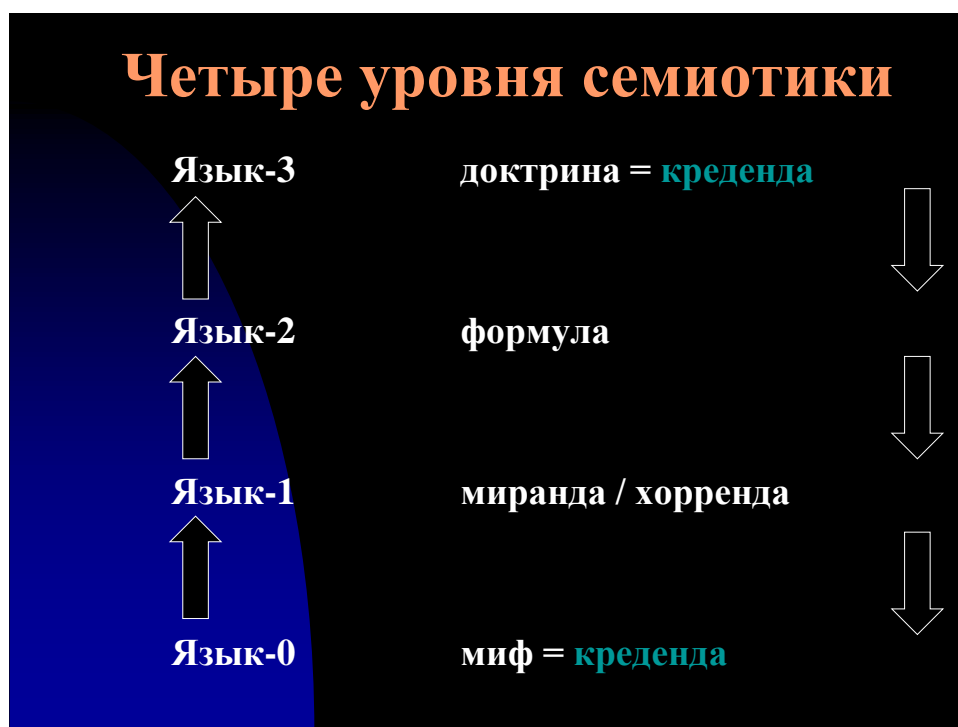 Четыре уровня семиотики
Язык-3 доктрина = креденда
Язык-2 формула
Язык-1 миранда / хорренда
Язык-0 миф = креденда